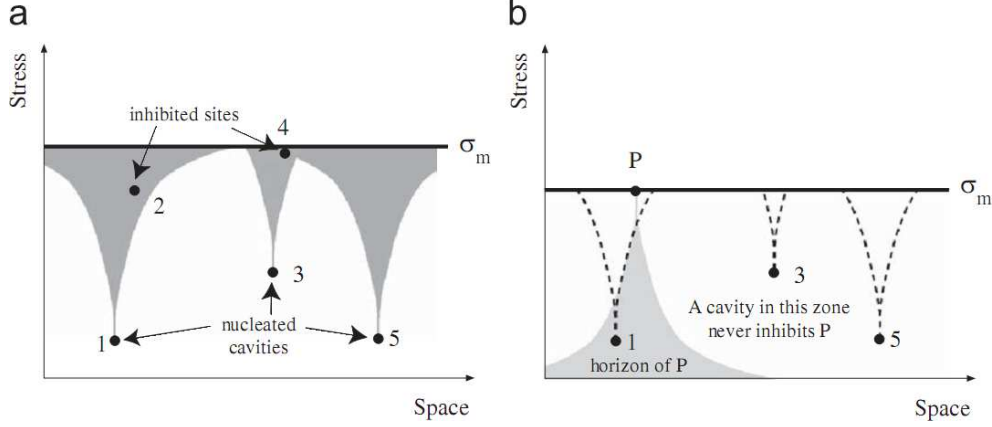 a
Stress
inhibited sites
4
σm
2
3
1
nucleated
cavities
5
Space
b
Stress
P
σm
3
A cavity in this zone
never inhibits P
1
5
horizon of P
Space